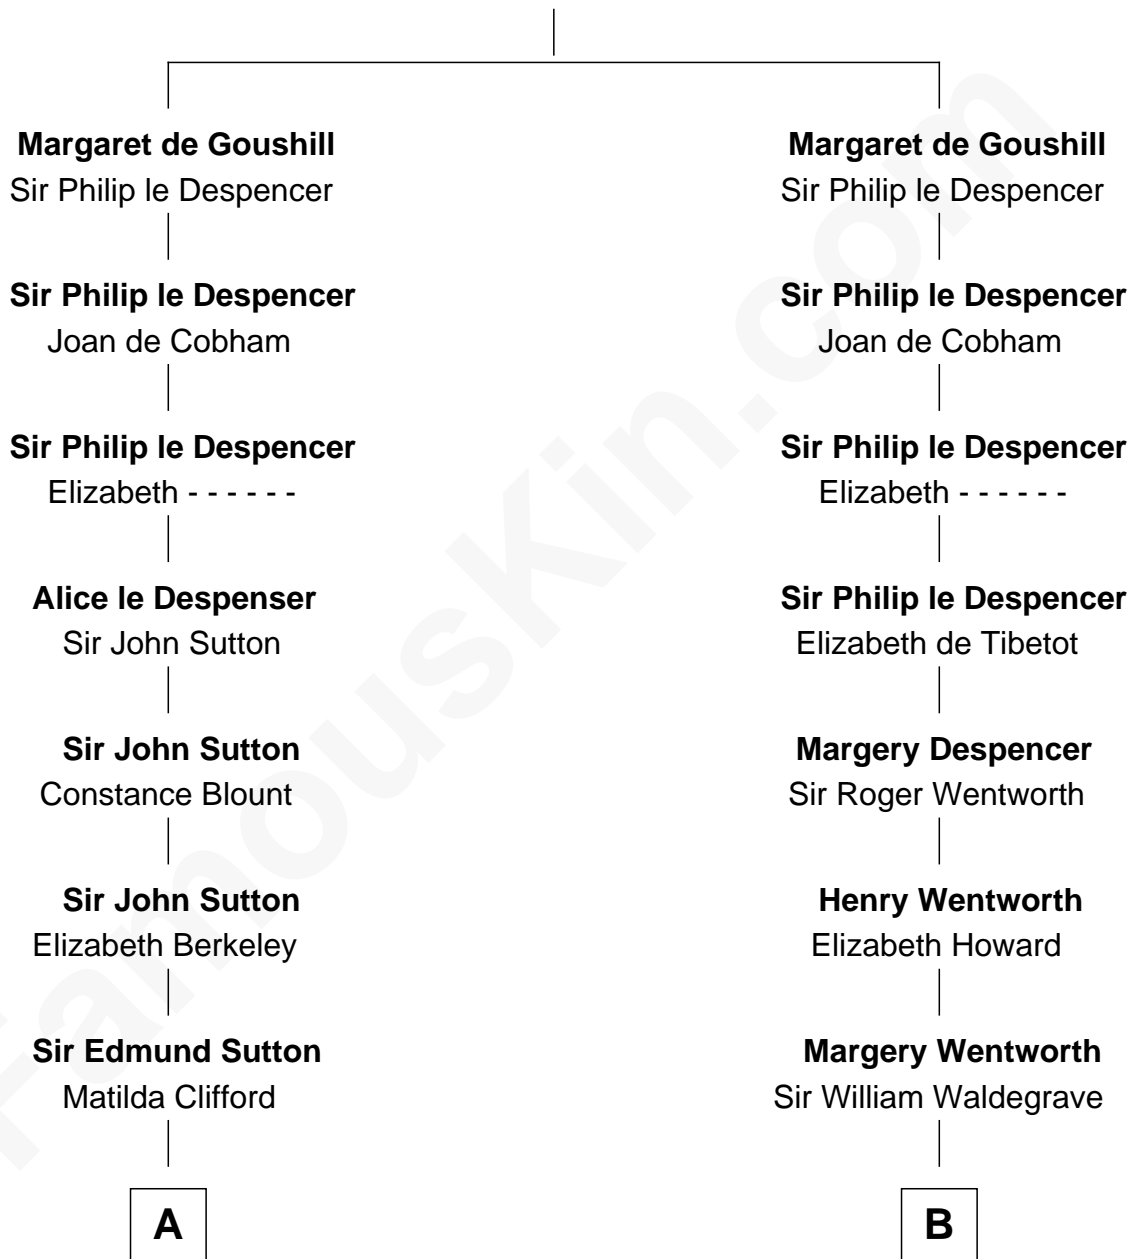 Margaret de Goushill
Sir Philip le Despencer
Sir Philip le Despencer
Joan de Cobham
Sir Philip le Despencer
Elizabeth - - - - - -
Alice le Despenser
Sir John Sutton
Sir John Sutton
Constance Blount
Sir John Sutton
Elizabeth Berkeley
Sir Edmund Sutton
Matilda Clifford
A
Margaret de Goushill
Sir Philip le Despencer
Sir Philip le Despencer
Joan de Cobham
Sir Philip le Despencer
Elizabeth - - - - - -
Sir Philip le Despencer
Elizabeth de Tibetot
Margery Despencer
Sir Roger Wentworth
Henry Wentworth
Elizabeth Howard
Margery Wentworth
Sir William Waldegrave
B
FamousKin.com